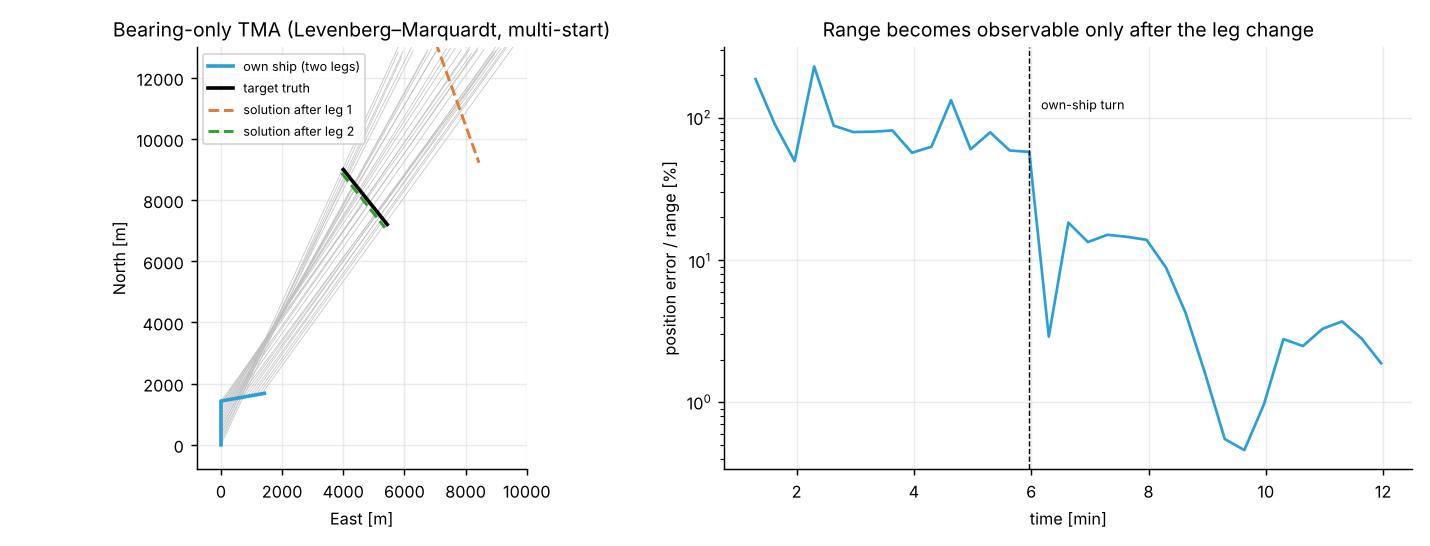 Bearing-only TMA (Levenberg–Marquardt, multi-start)
own ship (two legs)
target truth
solution after leg 1
solution after leg 2
12000
10000
8000
6000
4000
2000
0
North [m]
0 2000 4000 6000 8000 10000
East [m]
Range becomes observable only after the leg change
own-ship turn
10²
10¹
10⁰
position error / range [%]
2 4 6 8 10 12
time [min]